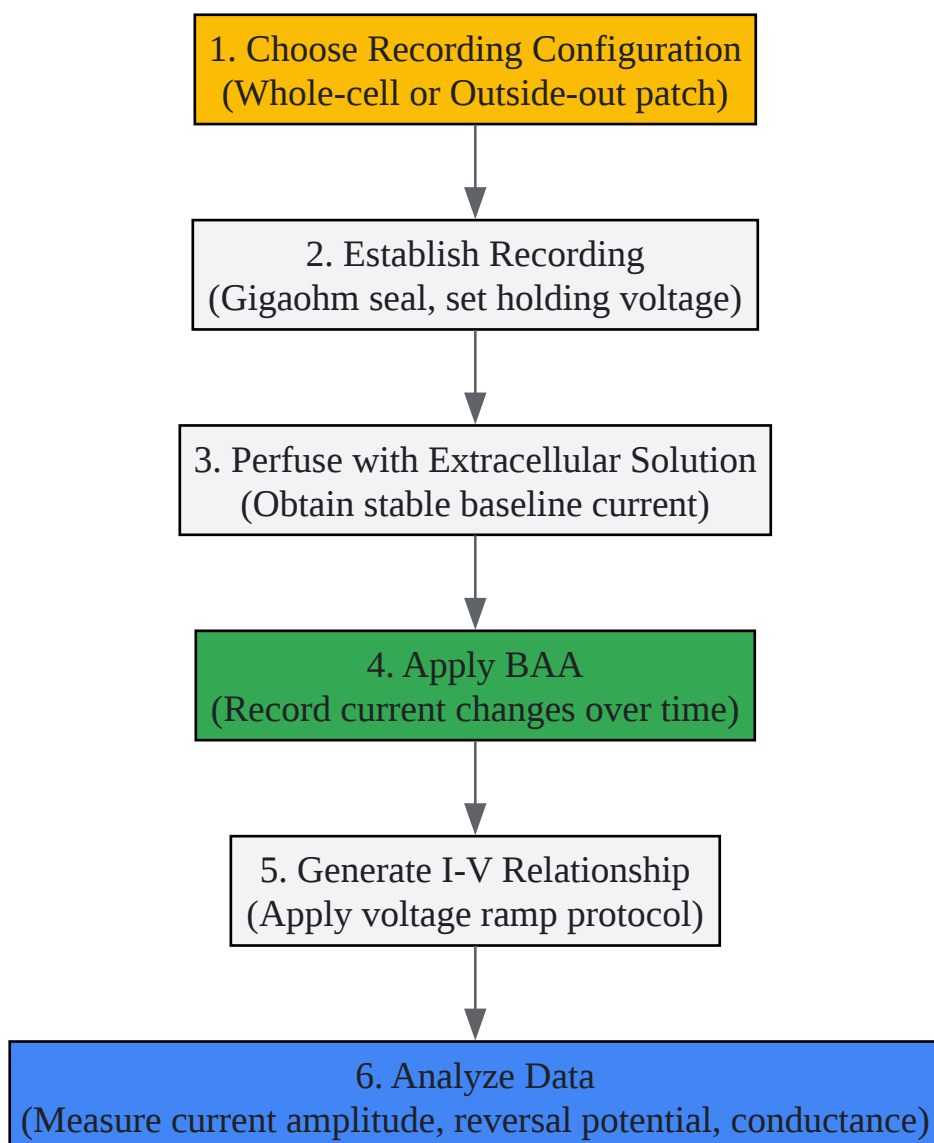 1. Choose Recording Configuration
(Whole-cell or Outside-out patch)
2. Establish Recording
(Gigaohm seal, set holding voltage)
3. Perfuse with Extracellular Solution
(Obtain stable baseline current)
4. Apply BAA
(Record current changes over time)
5. Generate I-V Relationship
(Apply voltage ramp protocol)
6. Analyze Data
(Measure current amplitude, reversal potential, conductance)